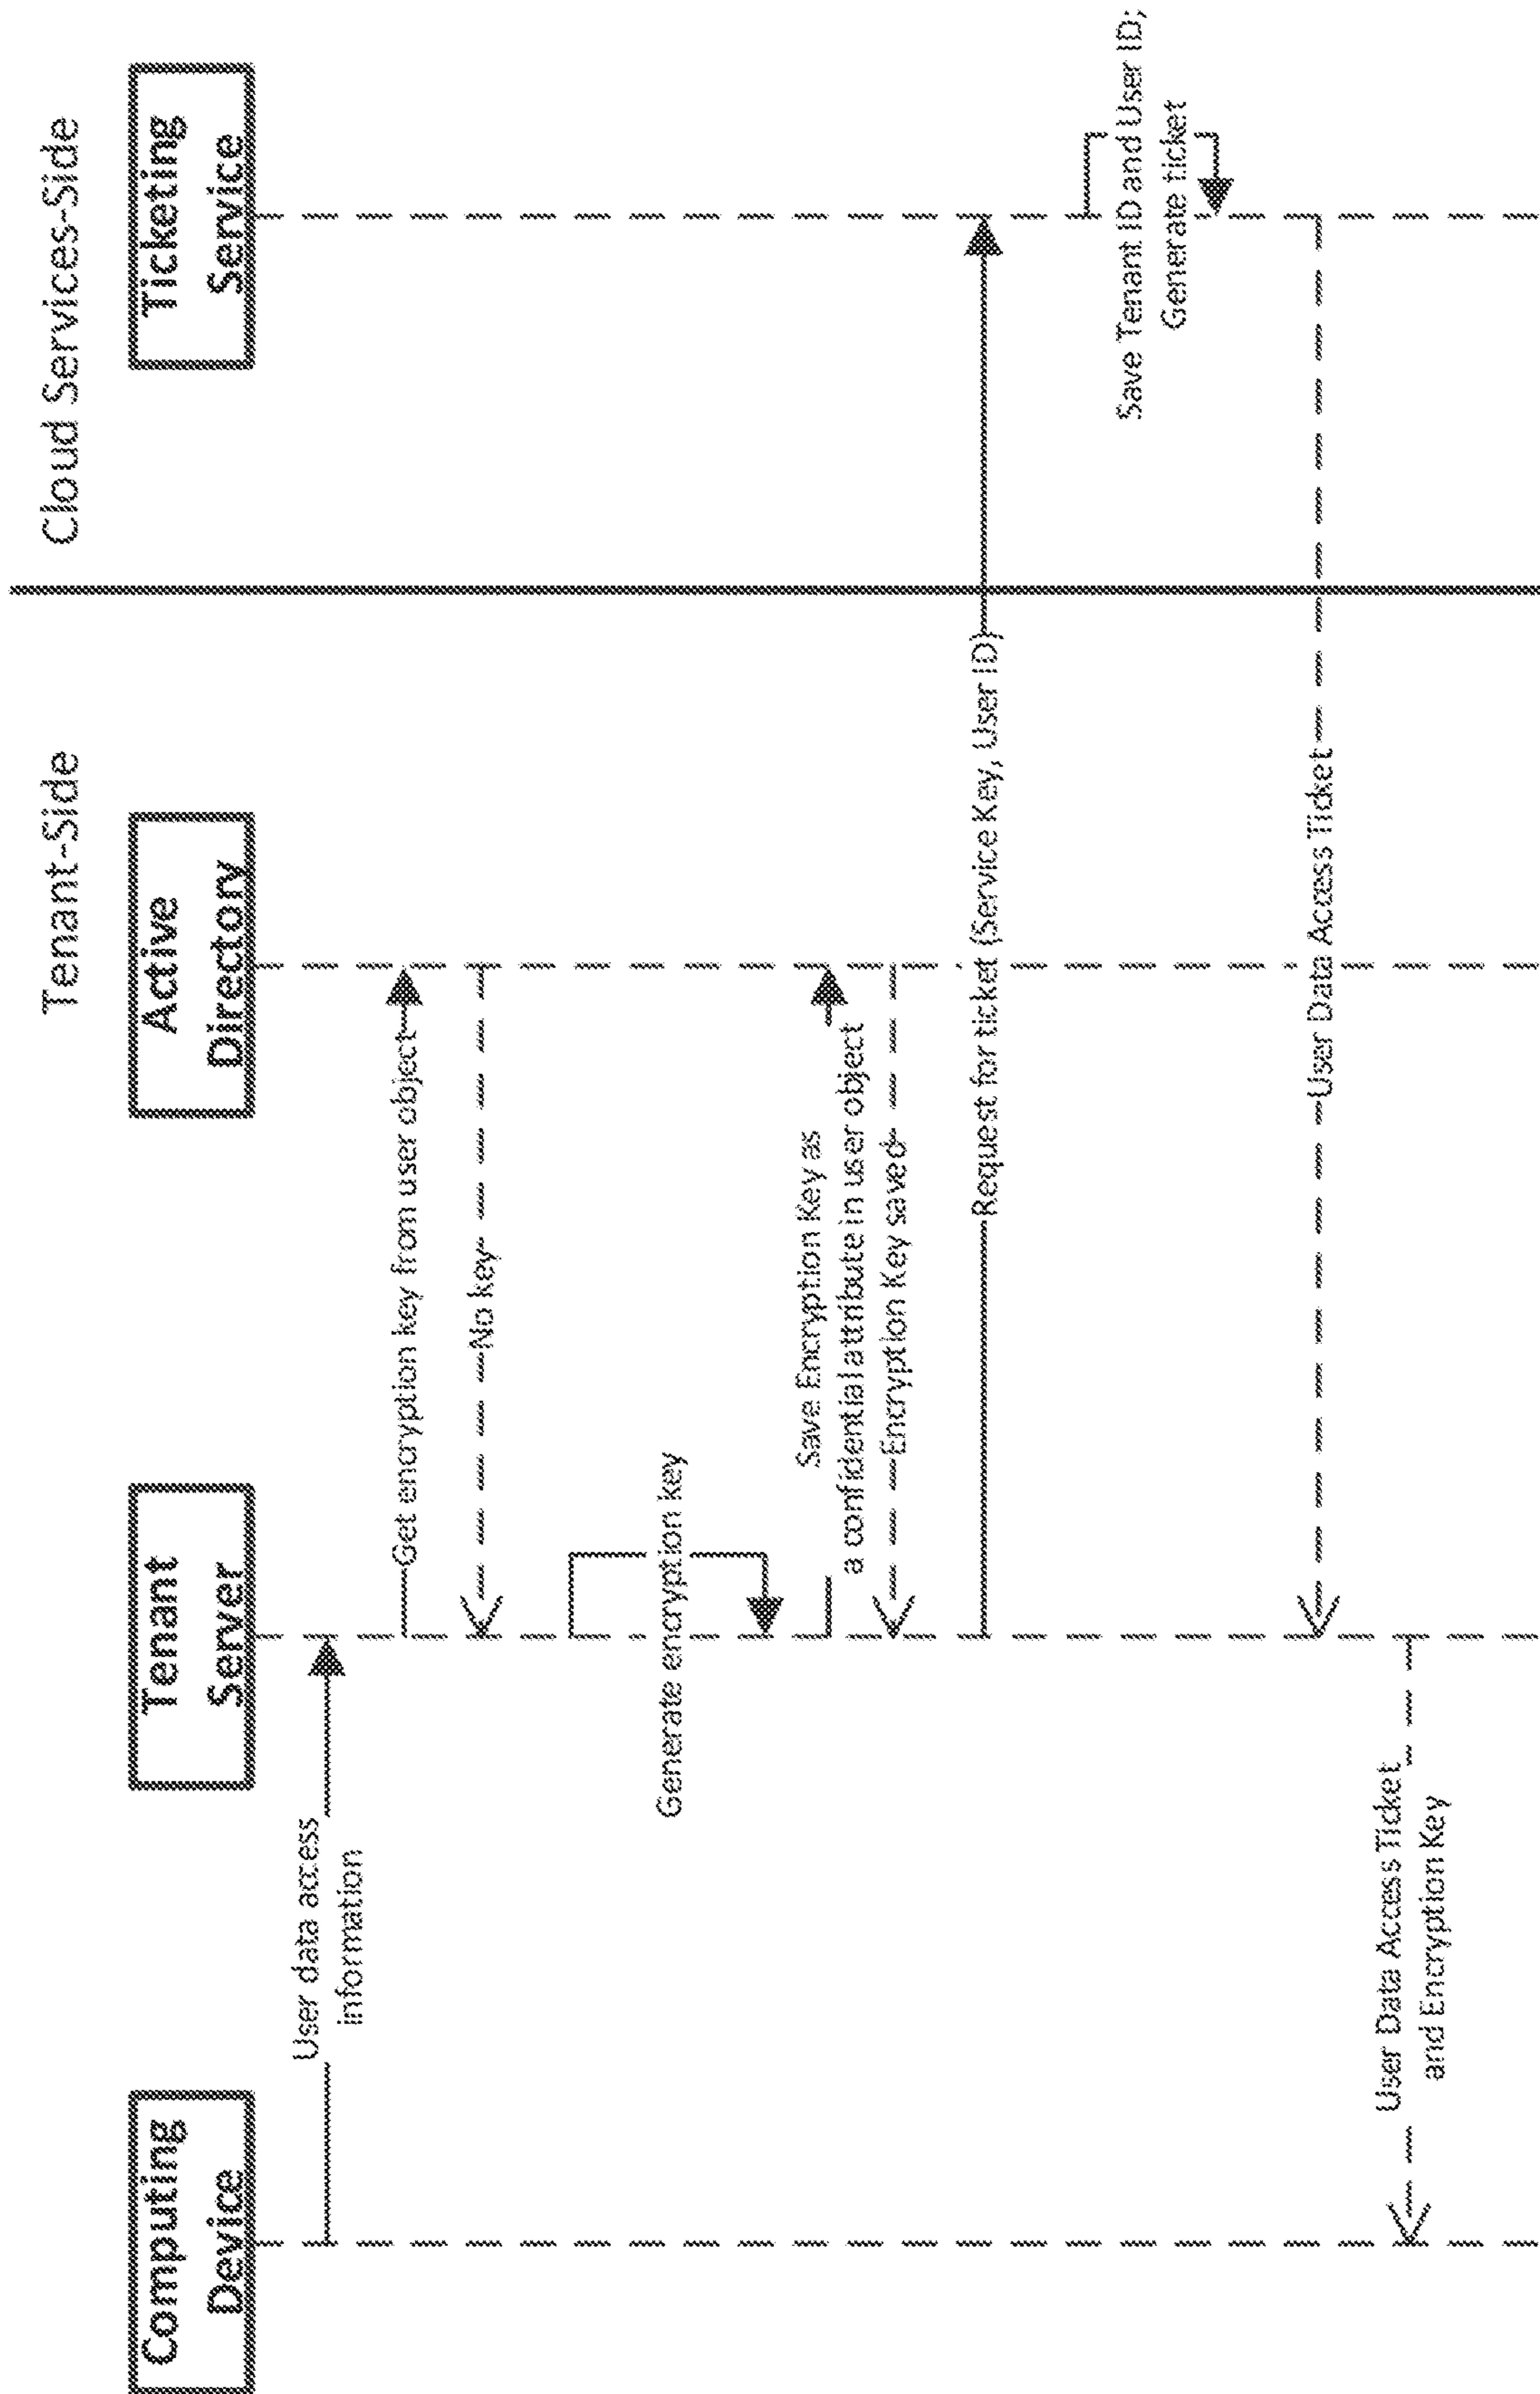 Tenant-Side
Cloud Services-Side
Computing
Device
Tenant
Server
Active
Directory
Ticketing
Service
User data access
information
Get encryption key from user object
No key
Generate encryption key
Save Encryption Key as
a confidential attribute in user object
Encryption Key saved
Request for ticket (Service Key, User ID)
Save Tenant ID and User ID;
Generate ticket
User Data Access Ticket
User Data Access Ticket
and Encryption Key